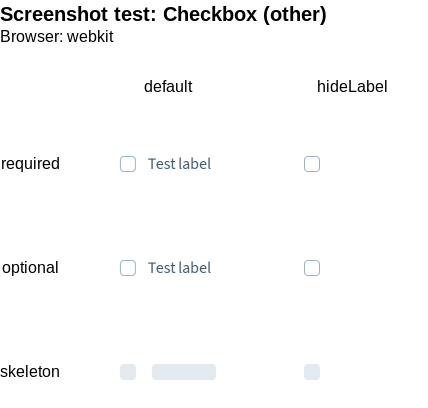 Screenshot test: Checkbox (other)
Browser: webkit
default hideLabel
required Test label
optional Test label
skeleton